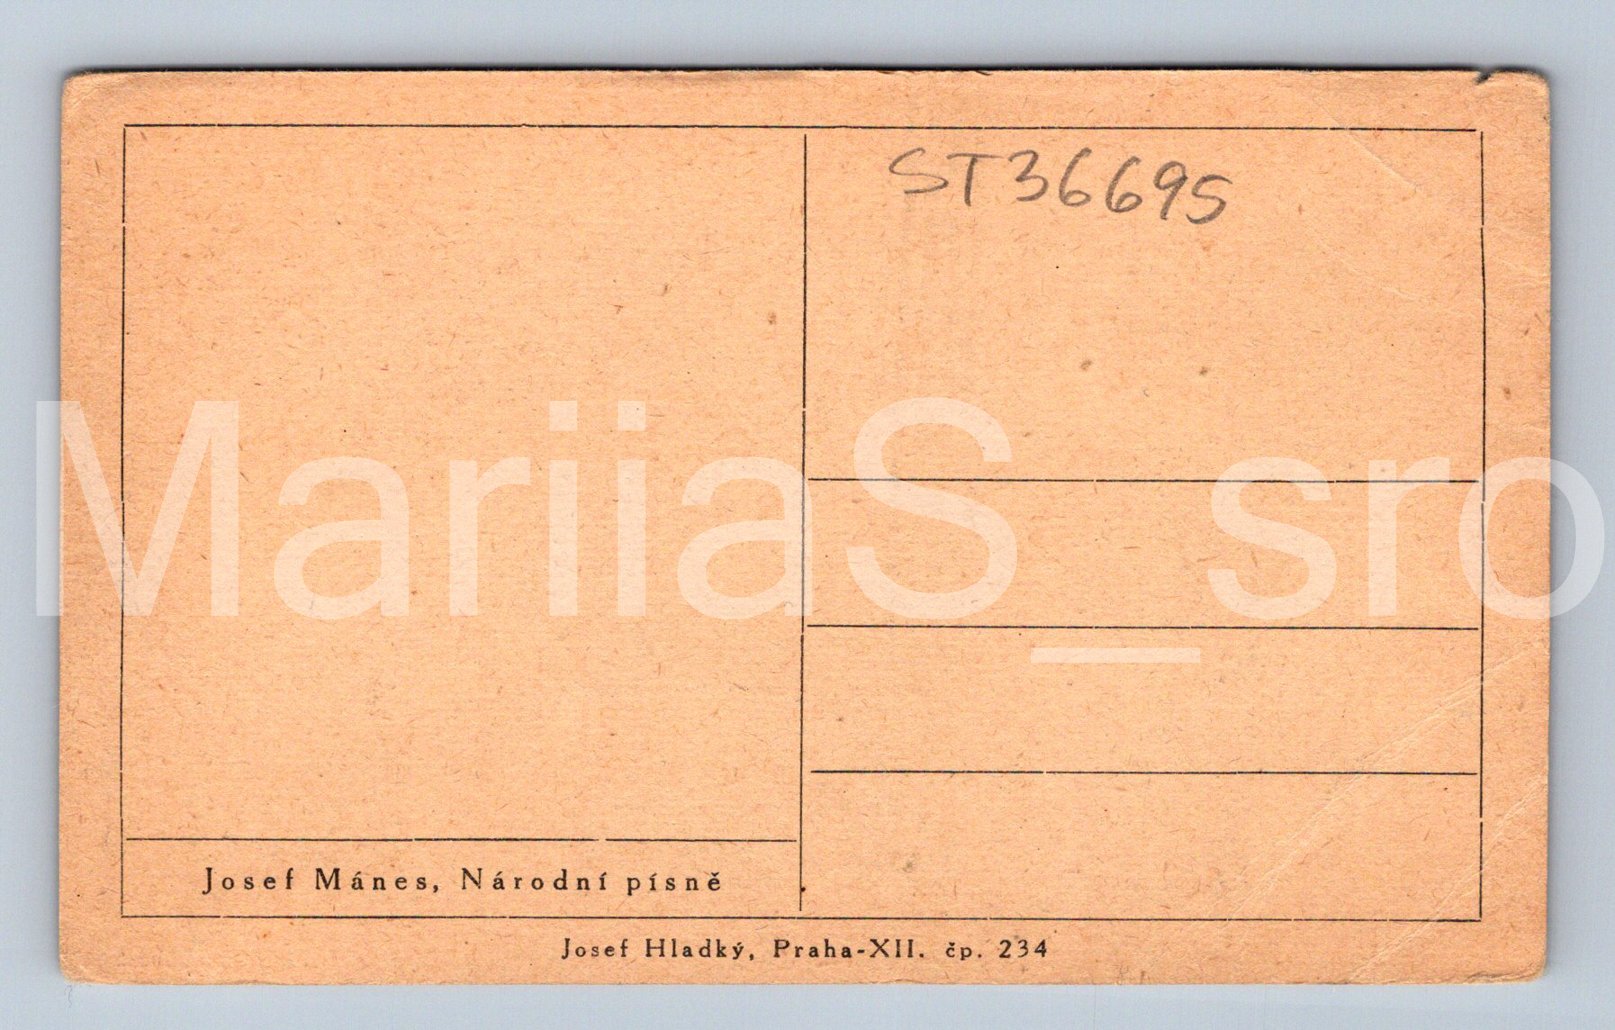 ST36695
MariiaS_sro
Josef Mánes, Národní písně
Josef Hladký, Praha-XII. čp. 234